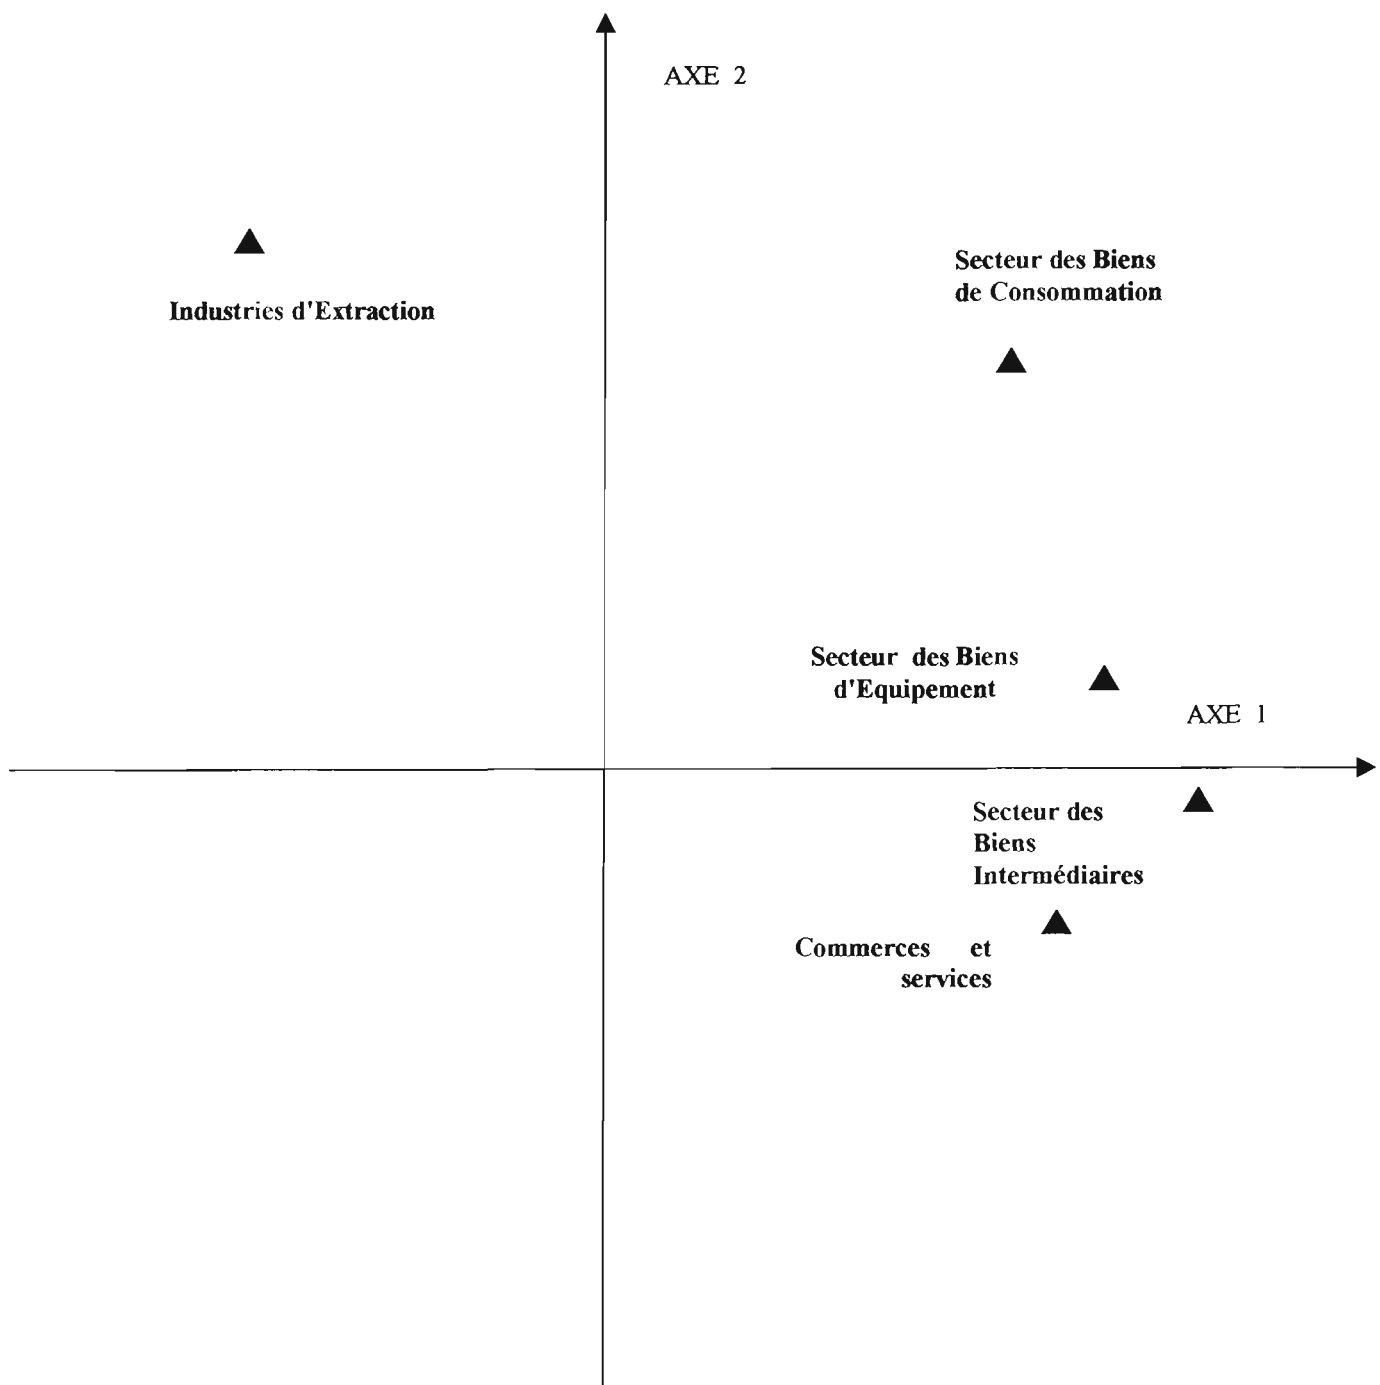 AXE 2
Secteur des Biens
de Consommation
Industries d'Extraction
Secteur des Biens
d'Equipement
AXE 1
Secteur des
Biens
Intermédiaires
Commerces et
services